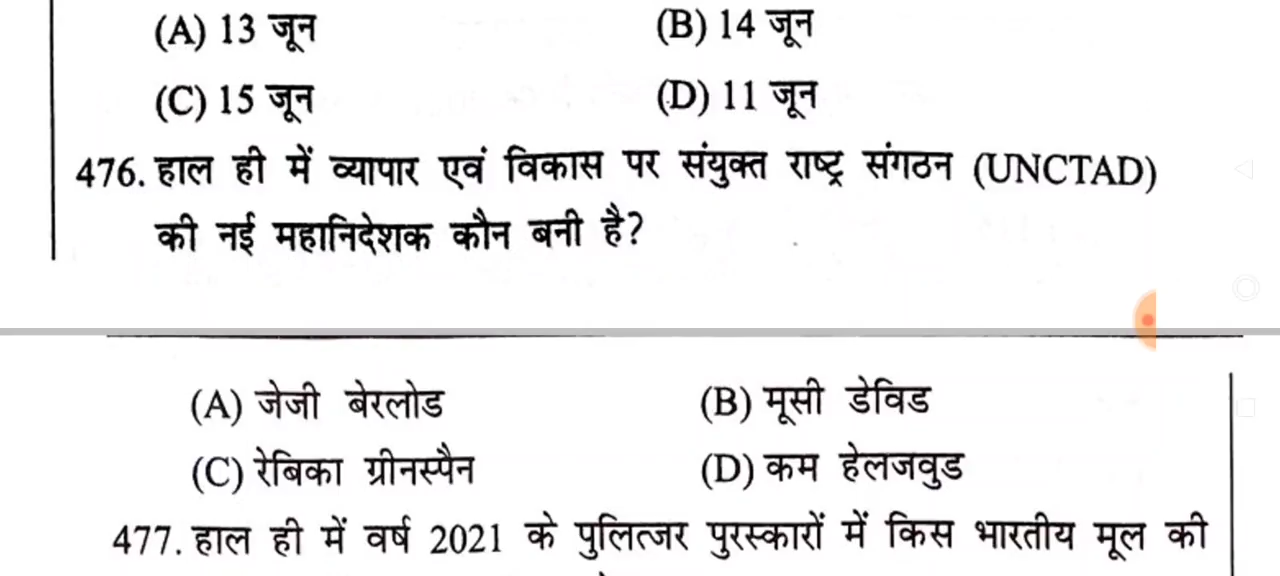 (A) 13 जून (B) 14 जून
(C) 15 जून (D) 11 जून
476. हाल ही में व्यापार एवं विकास पर संयुक्त राष्ट्र संगठन (UNCTAD)
की नई महानिदेशक कौन बनी है?
(A) जेजी बेरलोड (B) मूसी डेविड
(C) रेबिका ग्रीनस्पैन (D) कम हेलजवुड
477. हाल ही में वर्ष 2021 के पुलित्जर पुरस्कारों में किस भारतीय मूल की